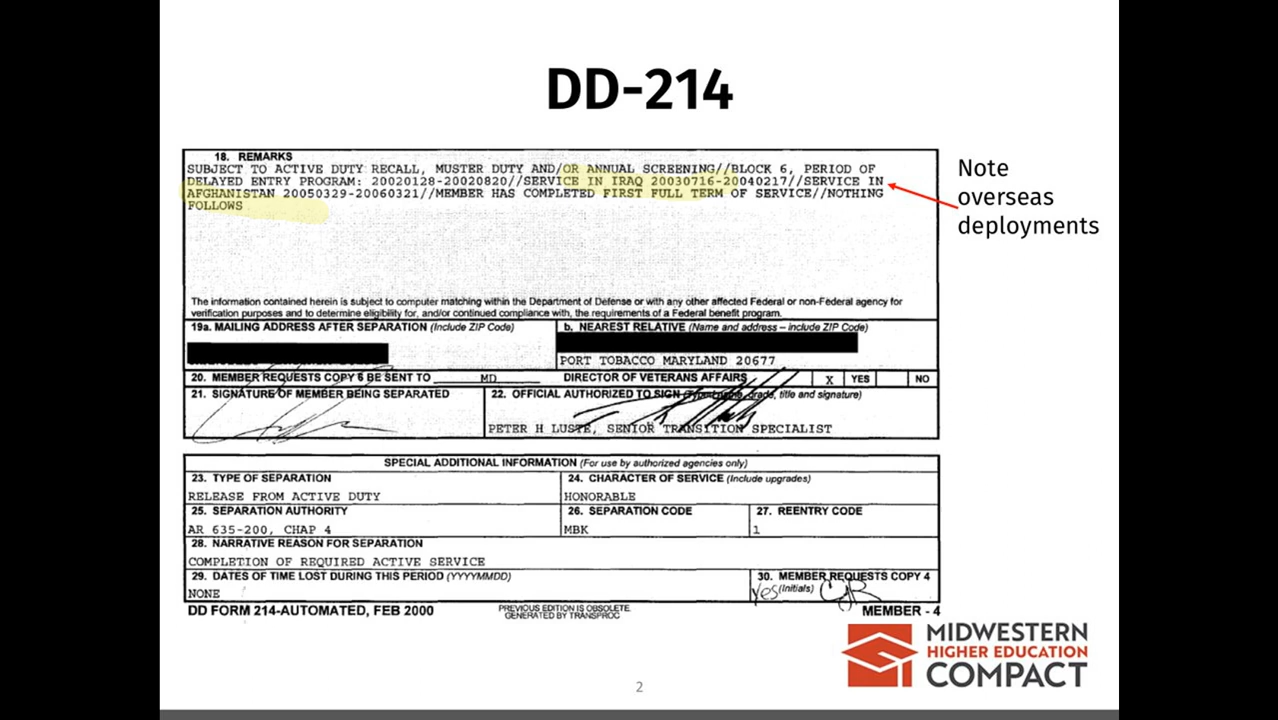 DD-214
18. REMARKS
SUBJECT TO ACTIVE DUTY RECALL, MUSTER DUTY AND/OR ANNUAL SCREENING//BLOCK 6, PERIOD OF
DELAYED ENTRY PROGRAM: 20020128-20020820//SERVICE IN IRAQ 20030716-20040217//SERVICE IN
AFGHANISTAN 20050329-20060321//MEMBER HAS COMPLETED FIRST FULL TERM OF SERVICE//NOTHING
FOLLOWS
Note
overseas
deployments
The information contained herein is subject to computer matching within the Department of Defense or with any other affected Federal or non-Federal agency for
verification purposes and to determine eligibility for, and/or continued compliance with, the requirements of a Federal benefit program.
19a. MAILING ADDRESS AFTER SEPARATION (Include ZIP Code)
b. NEAREST RELATIVE (Name and address – include ZIP Code)
PORT TOBACCO MARYLAND 20677
20. MEMBER REQUESTS COPY 6 BE SENT TO MD DIRECTOR OF VETERANS AFFAIRS X YES NO
21. SIGNATURE OF MEMBER BEING SEPARATED
22. OFFICIAL AUTHORIZED TO SIGN (Typed name, grade, title and signature)
PETER H LUSTE, SENIOR TRANSITION SPECIALIST
SPECIAL ADDITIONAL INFORMATION (For use by authorized agencies only)
23. TYPE OF SEPARATION
RELEASE FROM ACTIVE DUTY
24. CHARACTER OF SERVICE (Include upgrades)
HONORABLE
25. SEPARATION AUTHORITY
AR 635-200, CHAP 4
26. SEPARATION CODE
MBK
27. REENTRY CODE
1
28. NARRATIVE REASON FOR SEPARATION
COMPLETION OF REQUIRED ACTIVE SERVICE
29. DATES OF TIME LOST DURING THIS PERIOD (YYYYMMDD)
NONE
30. MEMBER REQUESTS COPY 4
Yes (Initials)
DD FORM 214-AUTOMATED, FEB 2000
PREVIOUS EDITION IS OBSOLETE.
GENERATED BY TRANSPROC
MEMBER - 4
MIDWESTERN
HIGHER EDUCATION
COMPACT
2